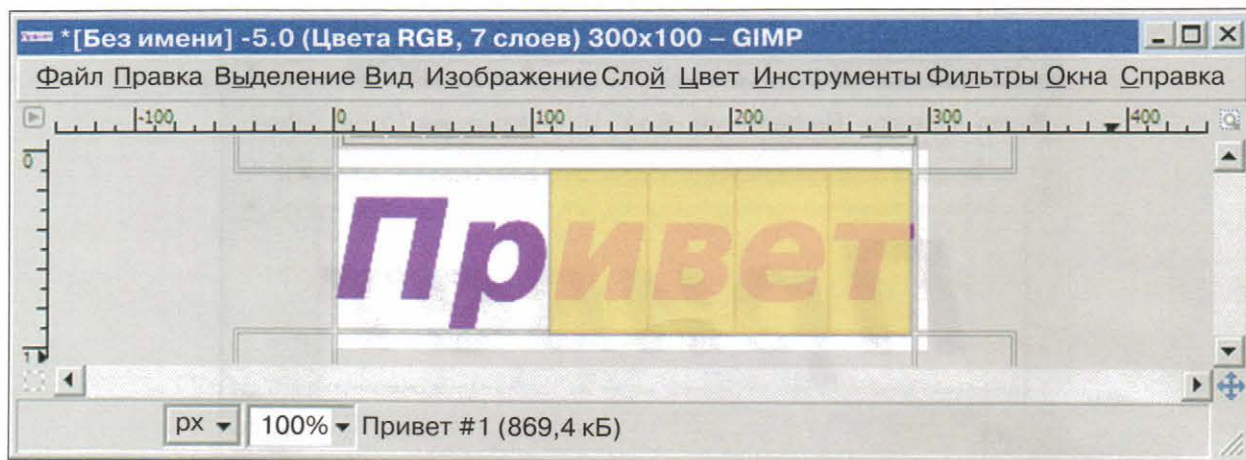 *[Без имени] -5.0 (Цвета RGB, 7 слоев) 300x100 – GIMP
Файл Правка Выделение Вид Изображение Слой Цвет Инструменты Фильтры Окна Справка
-100 0 100 200 300 400
0
Привет
1
px 100% Привет #1 (869,4 кБ)